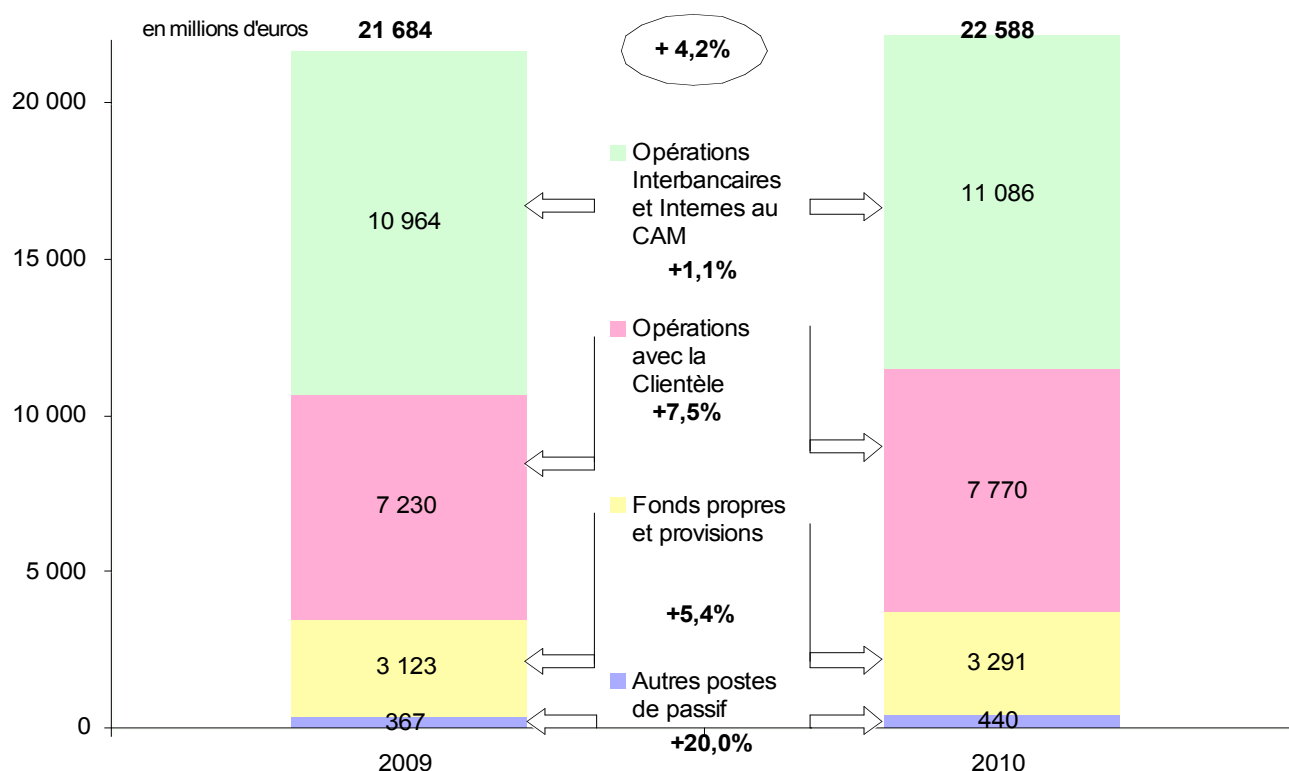 en millions d'euros
21 684
+ 4,2%
22 588
20 000
15 000
10 000
5 000
0
10 964
7 230
3 123
367
2009
Opérations
Interbancaires
et Internes au
CAM
+1,1%
Opérations
avec la
Clientèle
+7,5%
Fonds propres
et provisions
+5,4%
Autres postes
de passif
+20,0%
11 086
7 770
3 291
440
2010